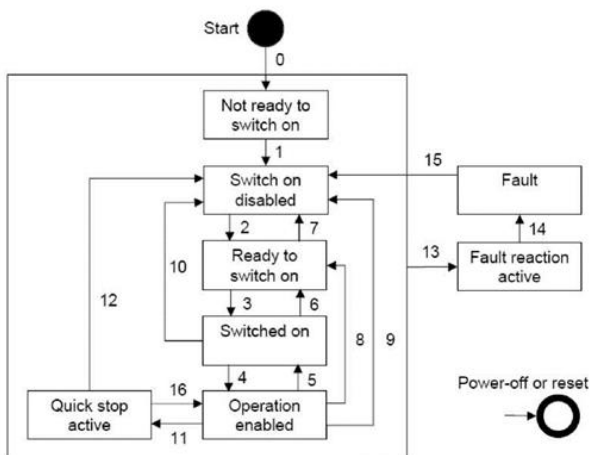 Start
0
Not ready to
switch on
1
15
Switch on
disabled
Fault
2
7
14
Ready to
switch on
10
13
Fault reaction
active
12
3
6
Switched on
8
9
4
5
16
Power-off or reset
Quick stop
active
Operation
enabled
11